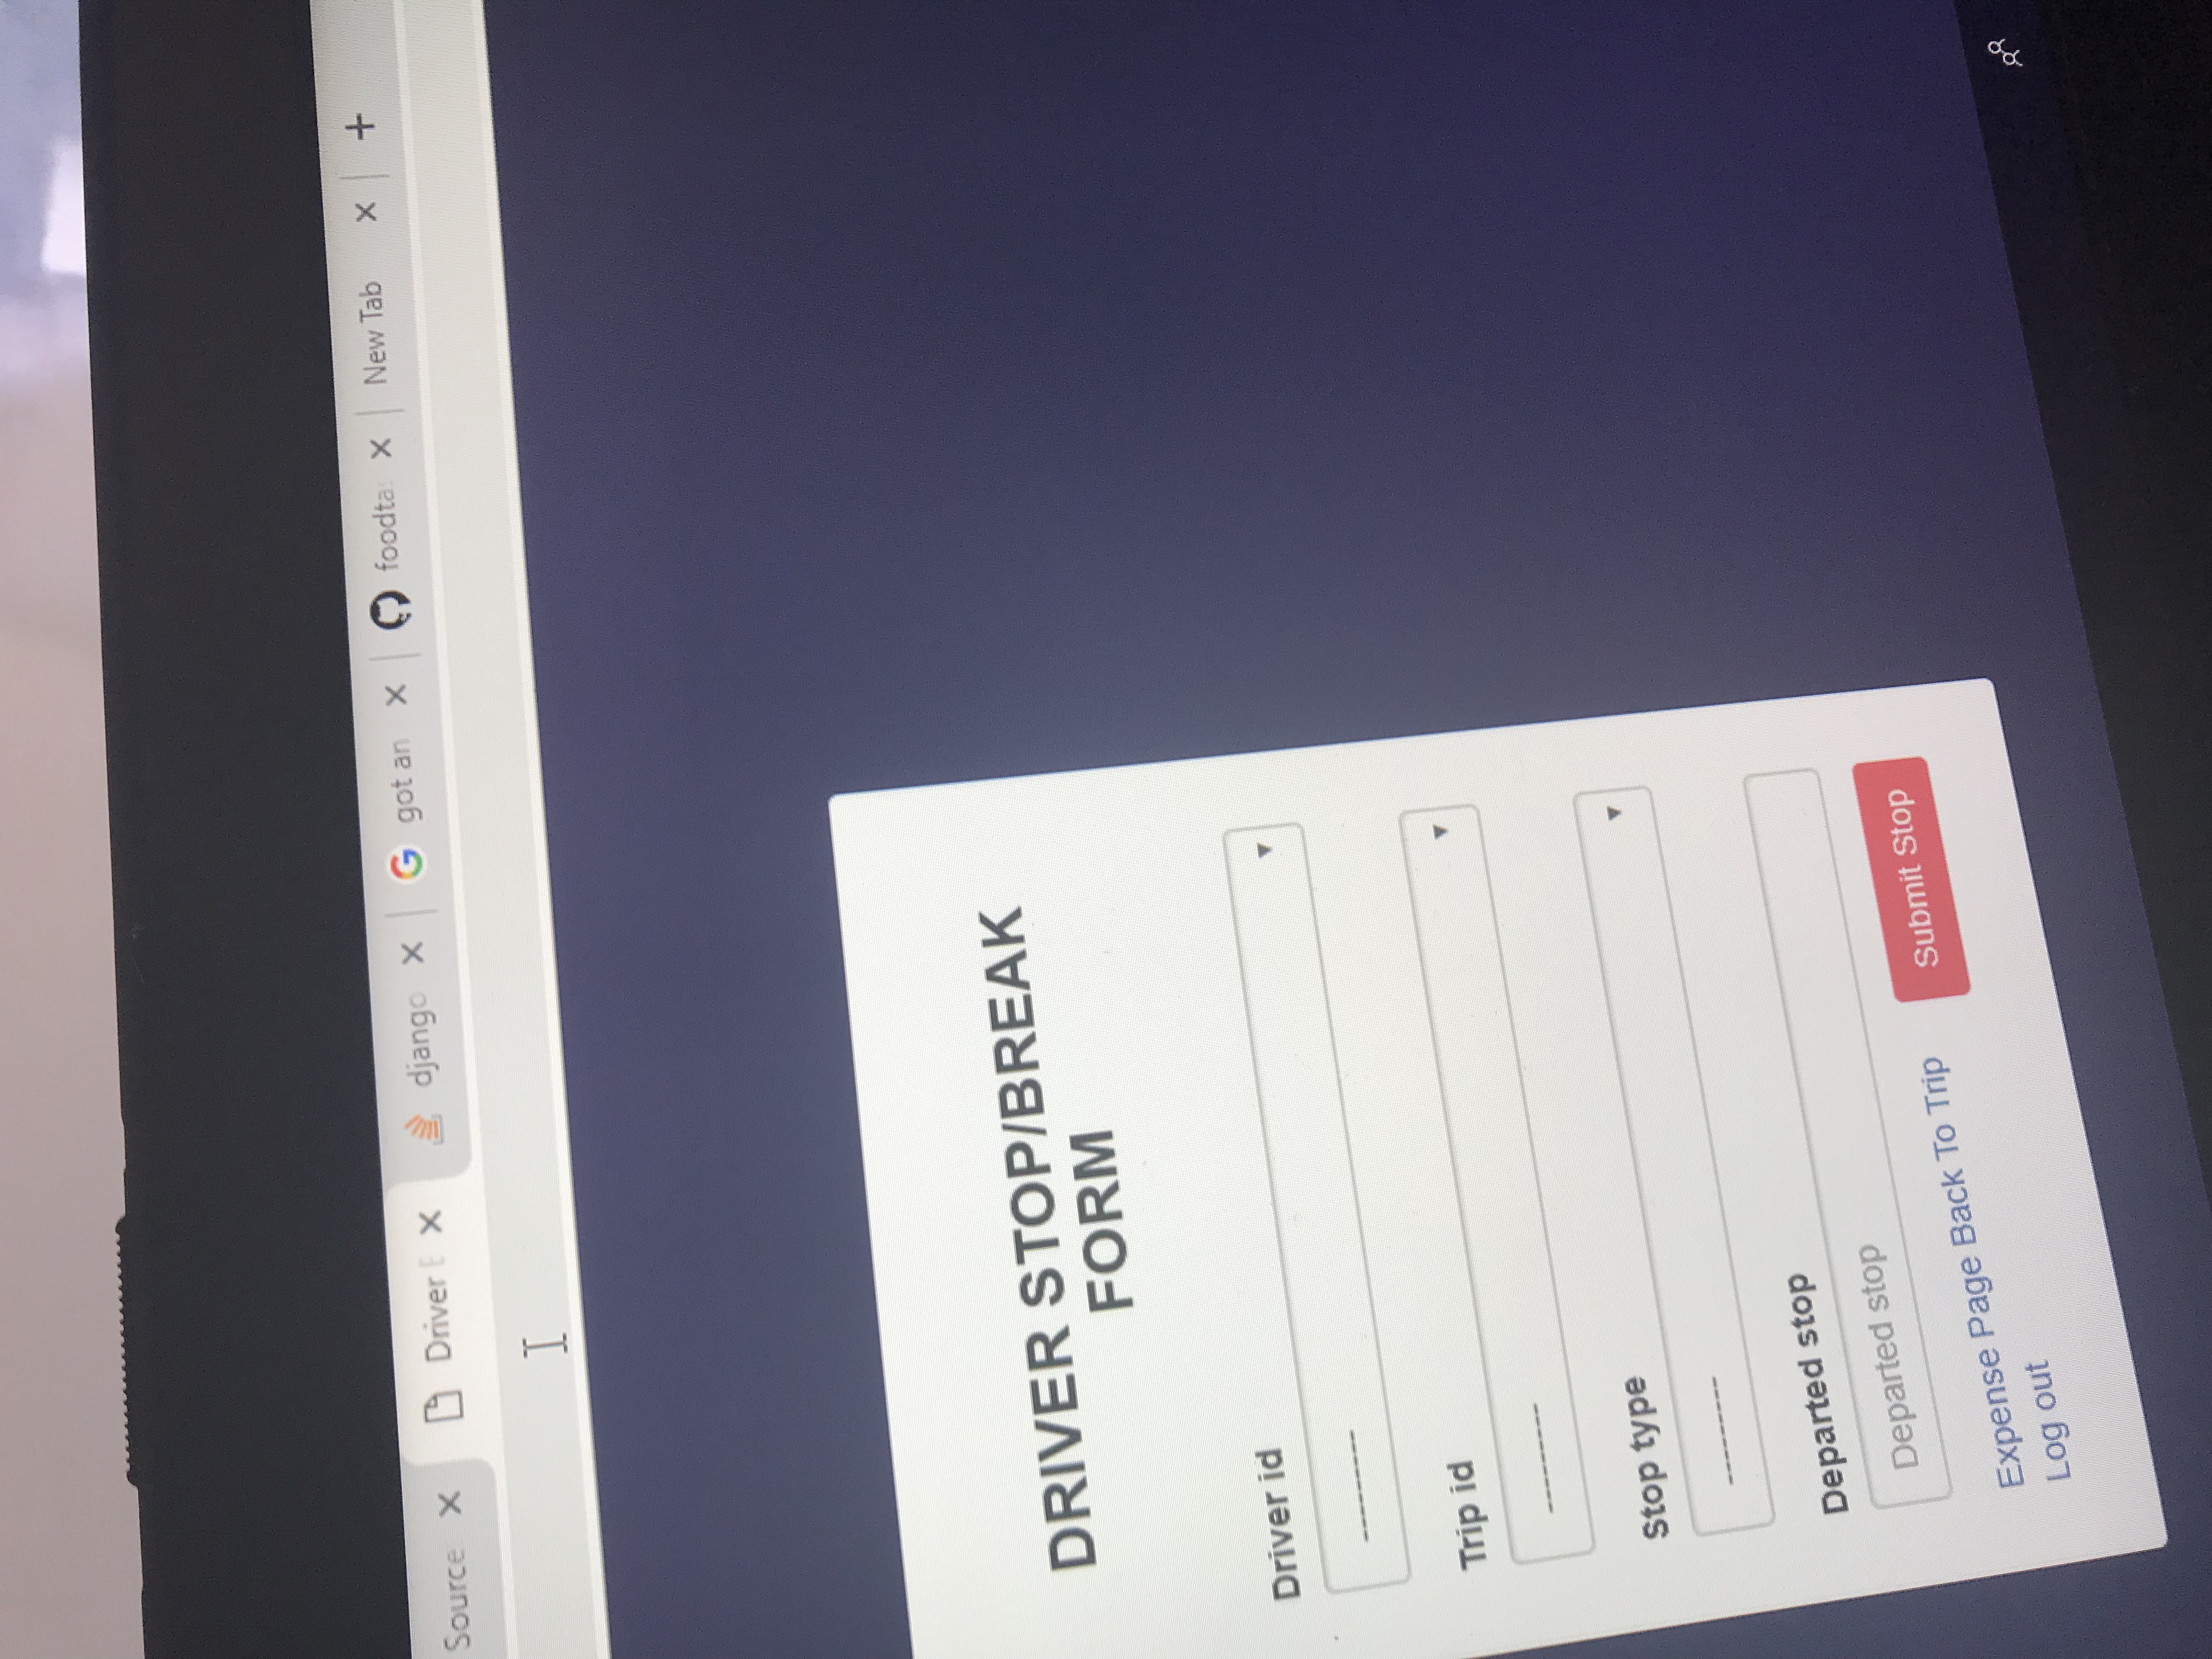 Source
Driver E
django
got an
foodta
New Tab
DRIVER STOP/BREAK
FORM
Driver id
---------
Trip id
---------
Stop type
---------
Departed stop
Departed stop
Expense Page Back To Trip
Submit Stop
Log out